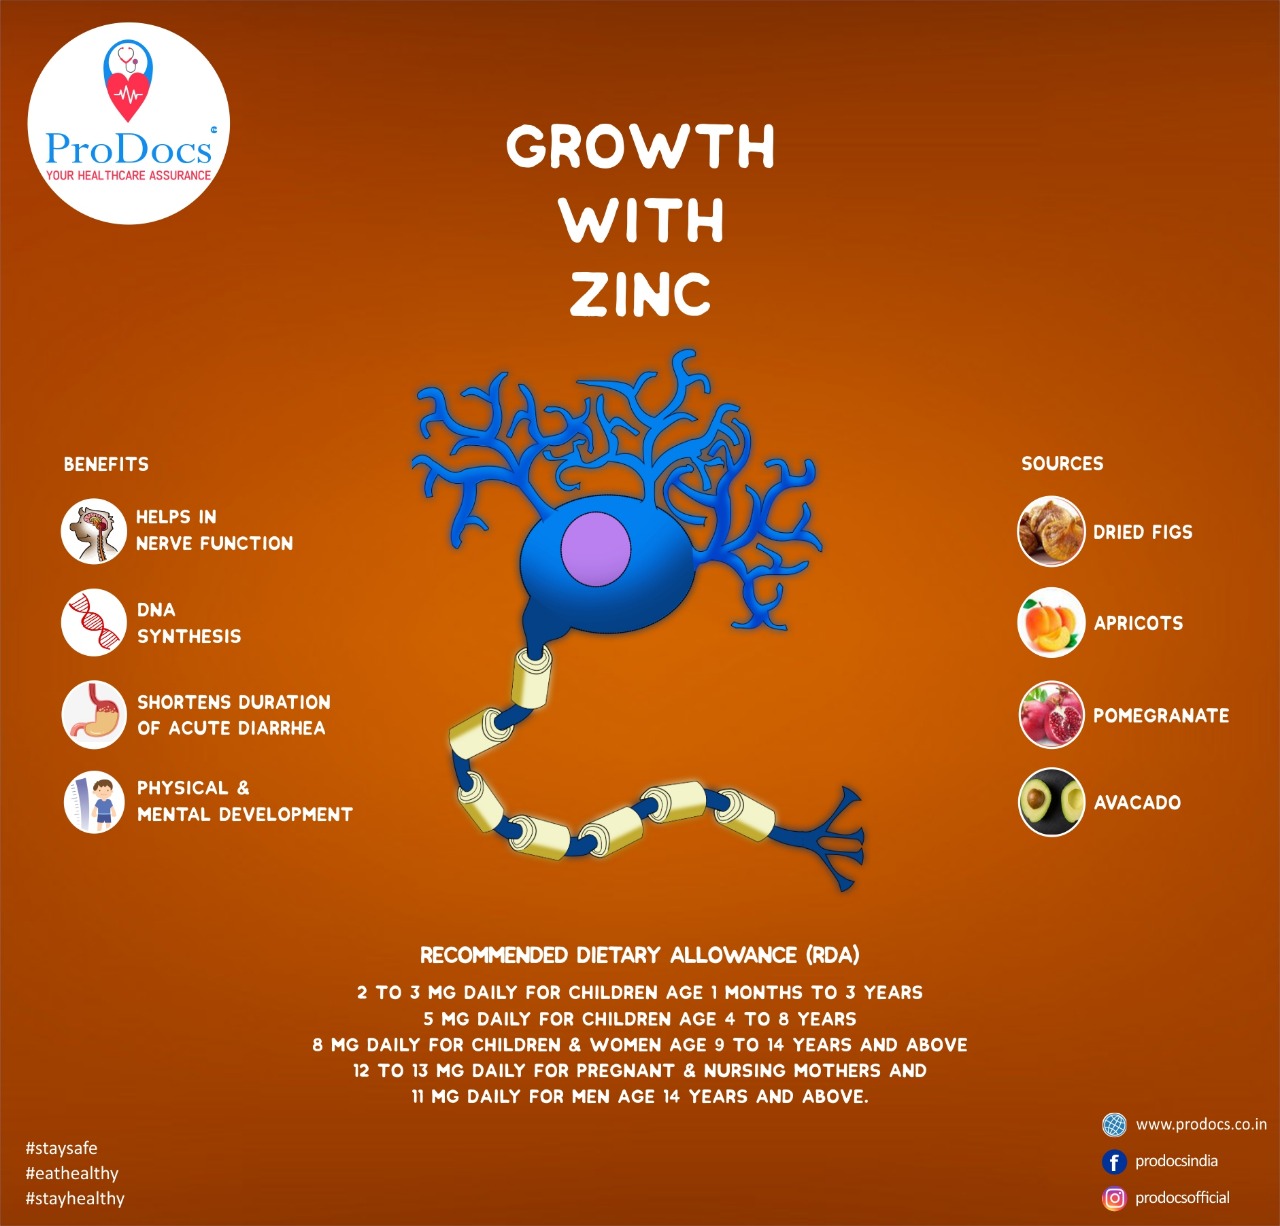 ProDocs
YOUR HEALTHCARE ASSURANCE
GROWTH
WITH
ZINC
BENEFITS
HELPS IN
NERVE FUNCTION
DNA
SYNTHESIS
SHORTENS DURATION
OF ACUTE DIARRHEA
PHYSICAL &
MENTAL DEVELOPMENT
SOURCES
DRIED FIGS
APRICOTS
POMEGRANATE
AVACADO
RECOMMENDED DIETARY ALLOWANCE (RDA)
2 TO 3 MG DAILY FOR CHILDREN AGE 1 MONTHS TO 3 YEARS
5 MG DAILY FOR CHILDREN AGE 4 TO 8 YEARS
8 MG DAILY FOR CHILDREN & WOMEN AGE 9 TO 14 YEARS AND ABOVE
12 TO 13 MG DAILY FOR PREGNANT & NURSING MOTHERS AND
11 MG DAILY FOR MEN AGE 14 YEARS AND ABOVE.
#staysafe
#eathealthy
#stayhealthy
www.prodocs.co.in
prodocsindia
prodocsofficial